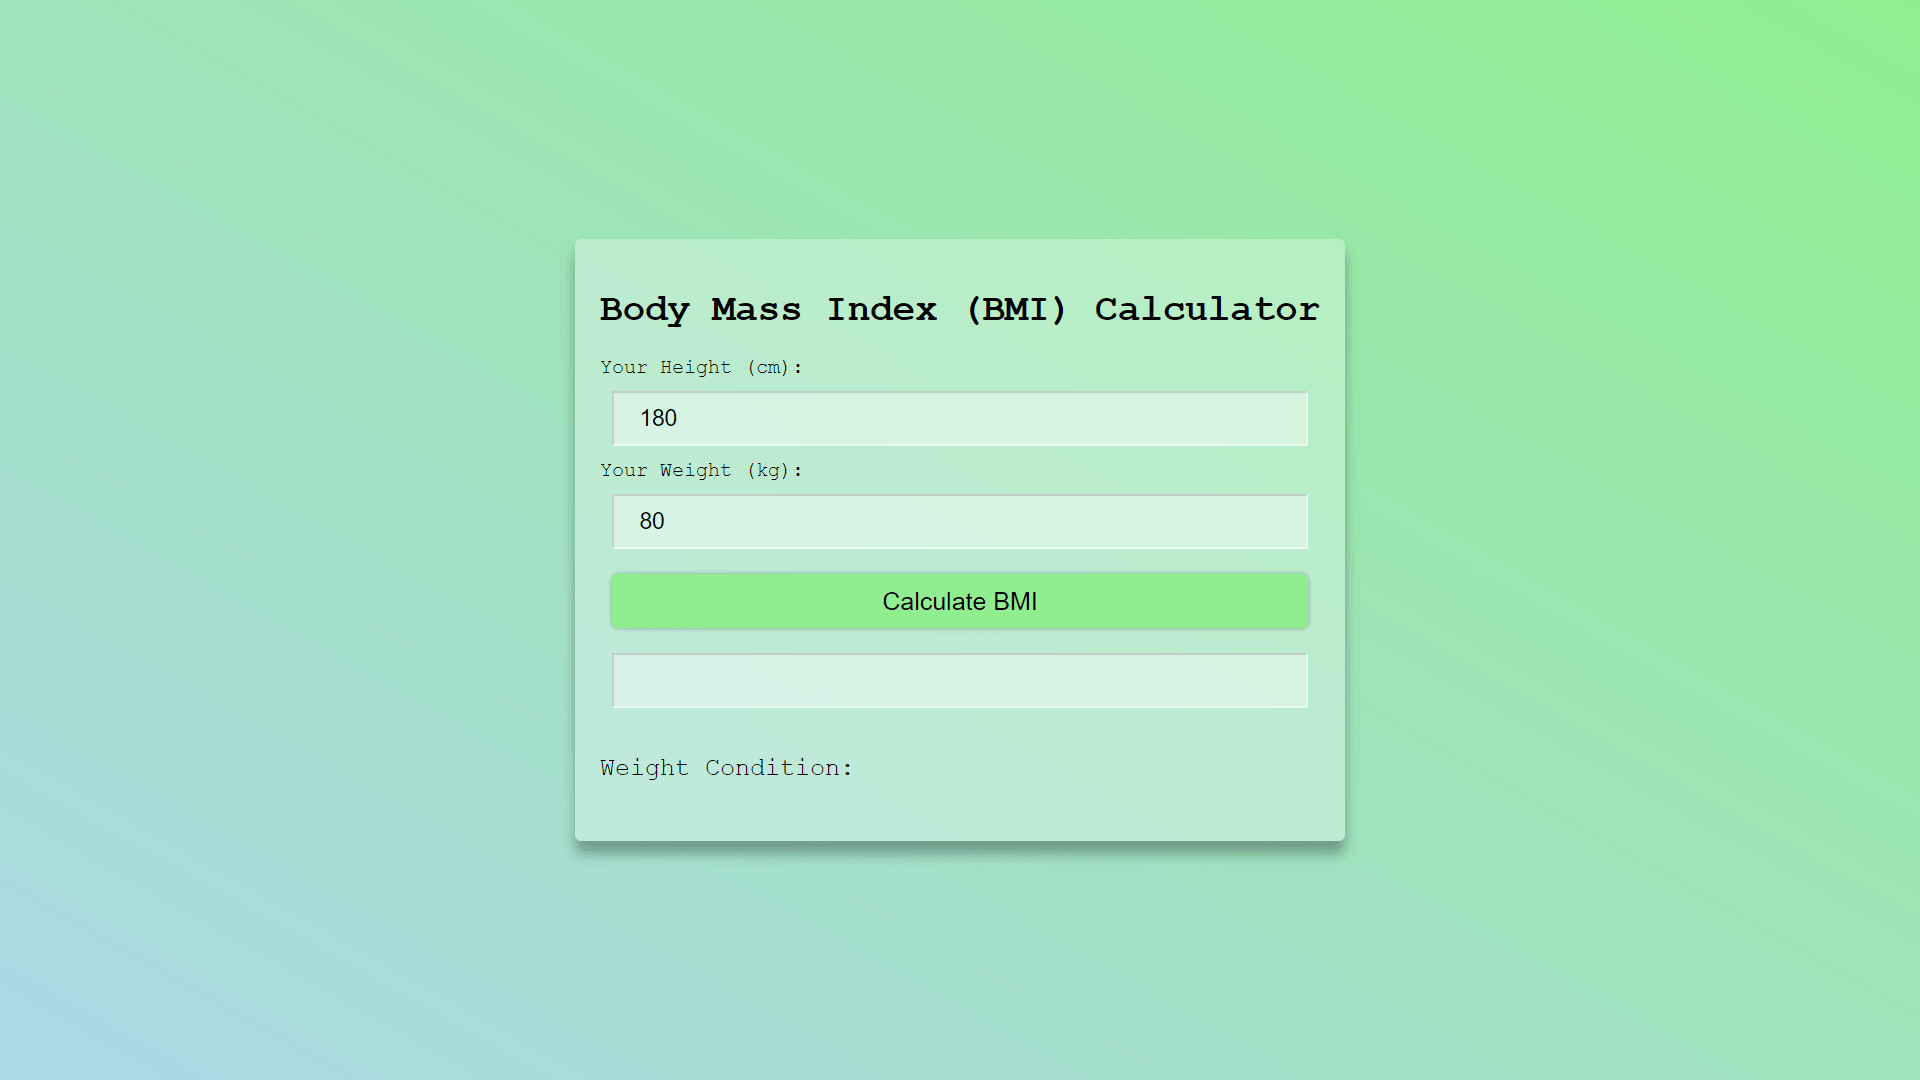 Body Mass Index (BMI) Calculator
Your Height (cm):
180
Your Weight (kg):
80
Calculate BMI
Weight Condition: